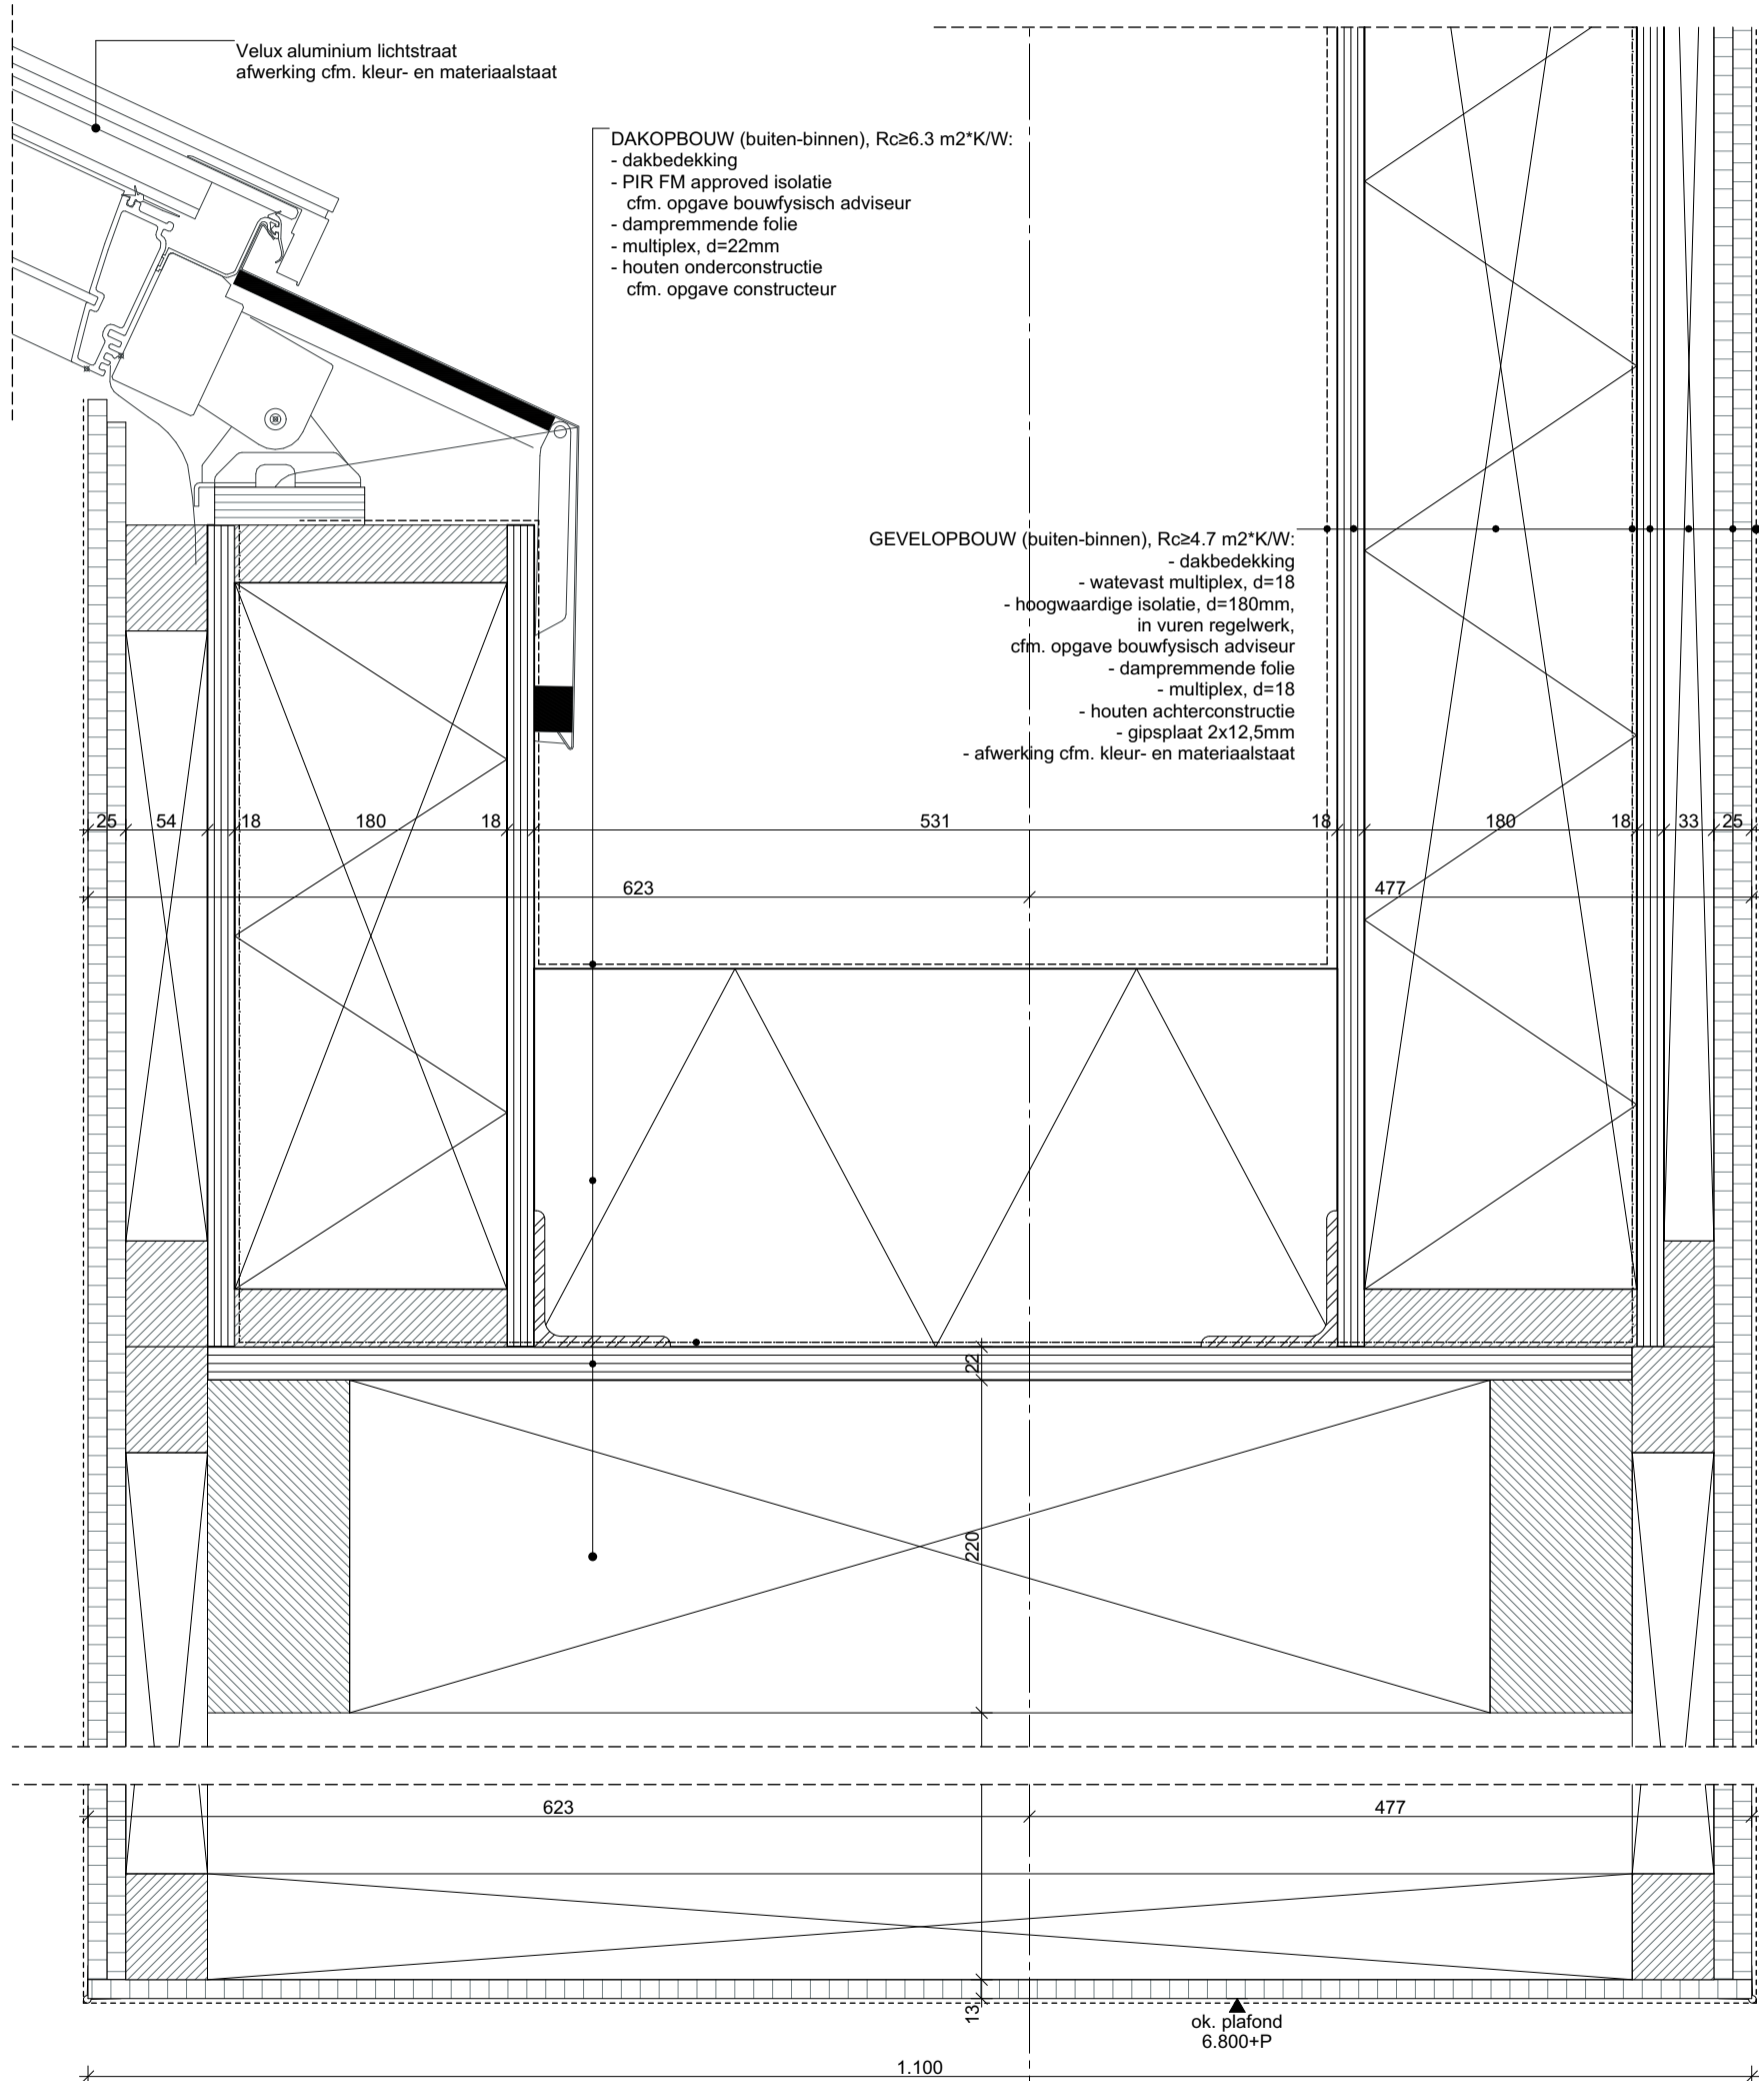 Velux aluminium lichtstraat
afwerking cfm. kleur- en materiaalstaat
DAKOPBOUW (buiten-binnen), Rc≥6.3 m2*K/W:
- dakbedekking
- PIR FM approved isolatie
cfm. opgave bouwfysisch adviseur
- dampremmende folie
- multiplex, d=22mm
- houten onderconstructie
cfm. opgave constructeur
GEVELOPBOUW (buiten-binnen), Rc≥4.7 m2*K/W:
- dakbedekking
- watevast multiplex, d=18
- hoogwaardige isolatie, d=180mm,
in vuren regelwerk,
cfm. opgave bouwfysisch adviseur
- dampremmende folie
- multiplex, d=18
- houten achterconstructie
- gipsplaat 2x12,5mm
- afwerking cfm. kleur- en materiaalstaat
25 54 18 180 18 531 18 180 18 33 25
623 477
22
220
623 477
13
ok. plafond
6.800+P
1.100